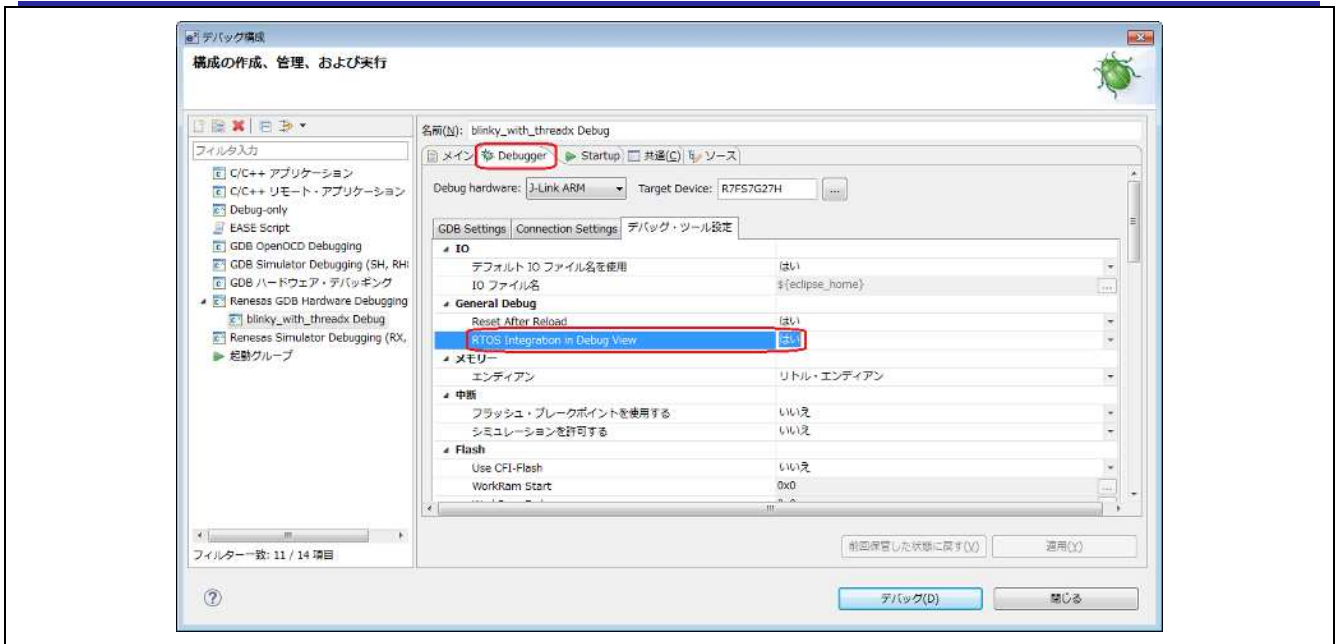 デバッグ構成
構成の作成、管理、および実行
フィルタ入力
C/C++ アプリケーション
C/C++ リモート・アプリケーション
Debug-only
EASE Script
GDB OpenOCD Debugging
GDB Simulator Debugging (SH, RH
GDB ハードウェア・デバッギング
Renesas GDB Hardware Debugging
blinky_with_threadx Debug
Renesas Simulator Debugging (RX,
起動グループ
フィルター一致: 11 / 14 項目
名前(N): blinky_with_threadx Debug
メイン Debugger Startup 共通(C) ソース
Debug hardware: J-Link ARM Target Device: R7FS7G27H ...
GDB Settings Connection Settings デバッグ・ツール設定
IO
デフォルト IO ファイル名を使用 はい
IO ファイル名 ${eclipse_home} ...
General Debug
Reset After Reload はい
RTOS Integration in Debug View はい
メモリー
エンディアン リトル・エンディアン
中断
フラッシュ・ブレークポイントを使用する いいえ
シミュレーションを許可する いいえ
Flash
Use CFI-Flash いいえ
WorkRam Start 0x0 ...
前回保管した状態に戻す(V) 適用(Y)
デバッグ(D) 閉じる